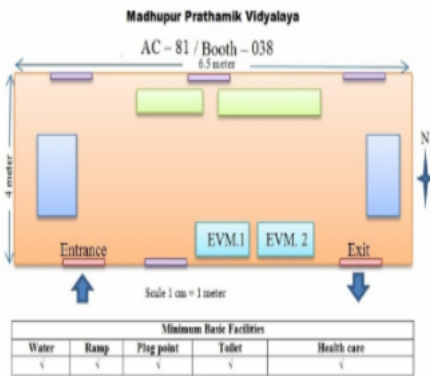 Madhupur Prathamik Vidyalaya
AC – 81 / Booth – 038
6.5 meter
4 meter
N
EVM.1 EVM. 2
Entrance Exit
Scale 1 cm = 1 meter
Minimum Basic Facilities
Water Ramp Plug point Toilet Health care
√ √ √ √ √